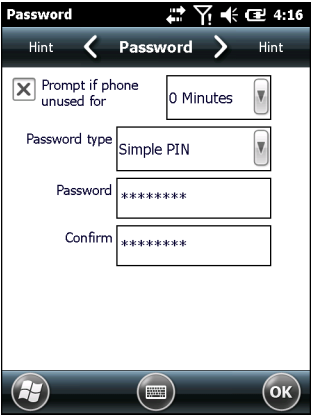 Password 4:16
Hint Password Hint
Prompt if phone
unused for
0 Minutes
Password type
Simple PIN
Password
********
Confirm
********
OK